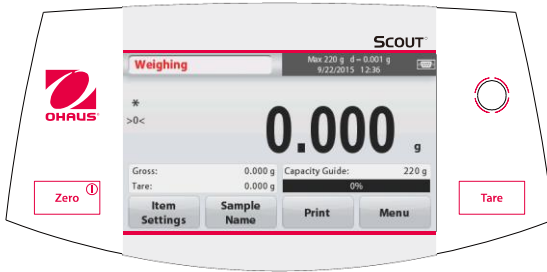 SCOUT
Weighing
Max 220 g d=0.001 g
9/22/2015 12:36
OHAUS®
*
>0<
0.000 g
Gross: 0.000 g
Tare: 0.000 g
Capacity Guide: 220 g
0%
Zero
Item Settings
Sample Name
Print
Menu
Tare